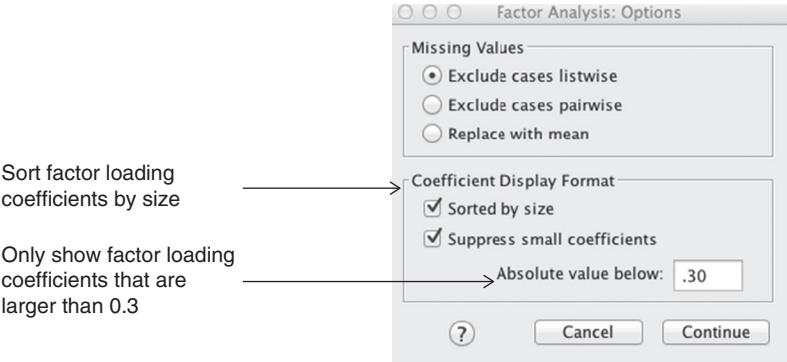 Factor Analysis: Options
Missing Values
Exclude cases listwise
Exclude cases pairwise
Replace with mean
Sort factor loading
coefficients by size
Coefficient Display Format
Sorted by size
Suppress small coefficients
Only show factor loading
coefficients that are
larger than 0.3
Absolute value below: .30
? Cancel Continue